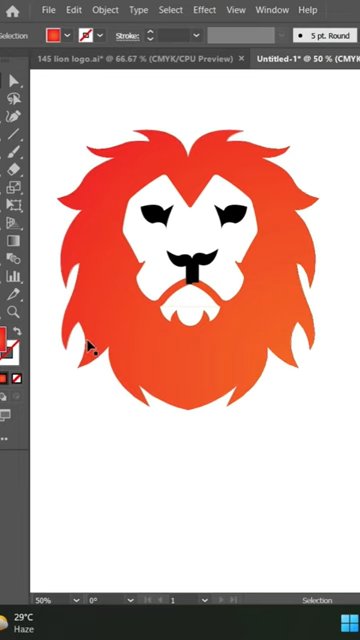 File Edit Object Type Select Effect View Window Help
Selection Stroke: 5 pt. Round
145 lion logo.ai* @ 66.67 % (CMYK/CPU Preview) × Untitled-1* @ 50 % (CMYK
50% 0° 1 Selection
29°C
Haze